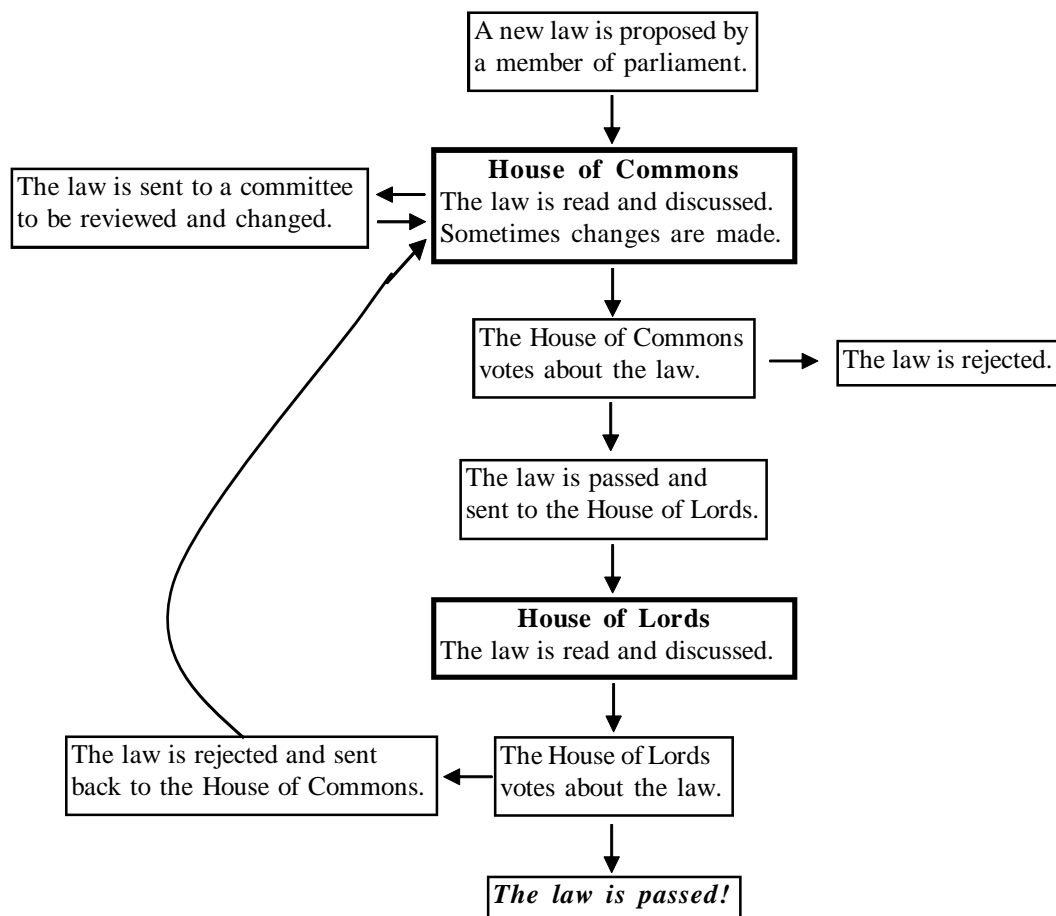 A new law is proposed by
a member of parliament.
House of Commons
The law is read and discussed.
Sometimes changes are made.
The law is sent to a committee
to be reviewed and changed.
The House of Commons
votes about the law.
The law is rejected.
The law is passed and
sent to the House of Lords.
House of Lords
The law is read and discussed.
The House of Lords
votes about the law.
The law is rejected and sent
back to the House of Commons.
The law is passed!